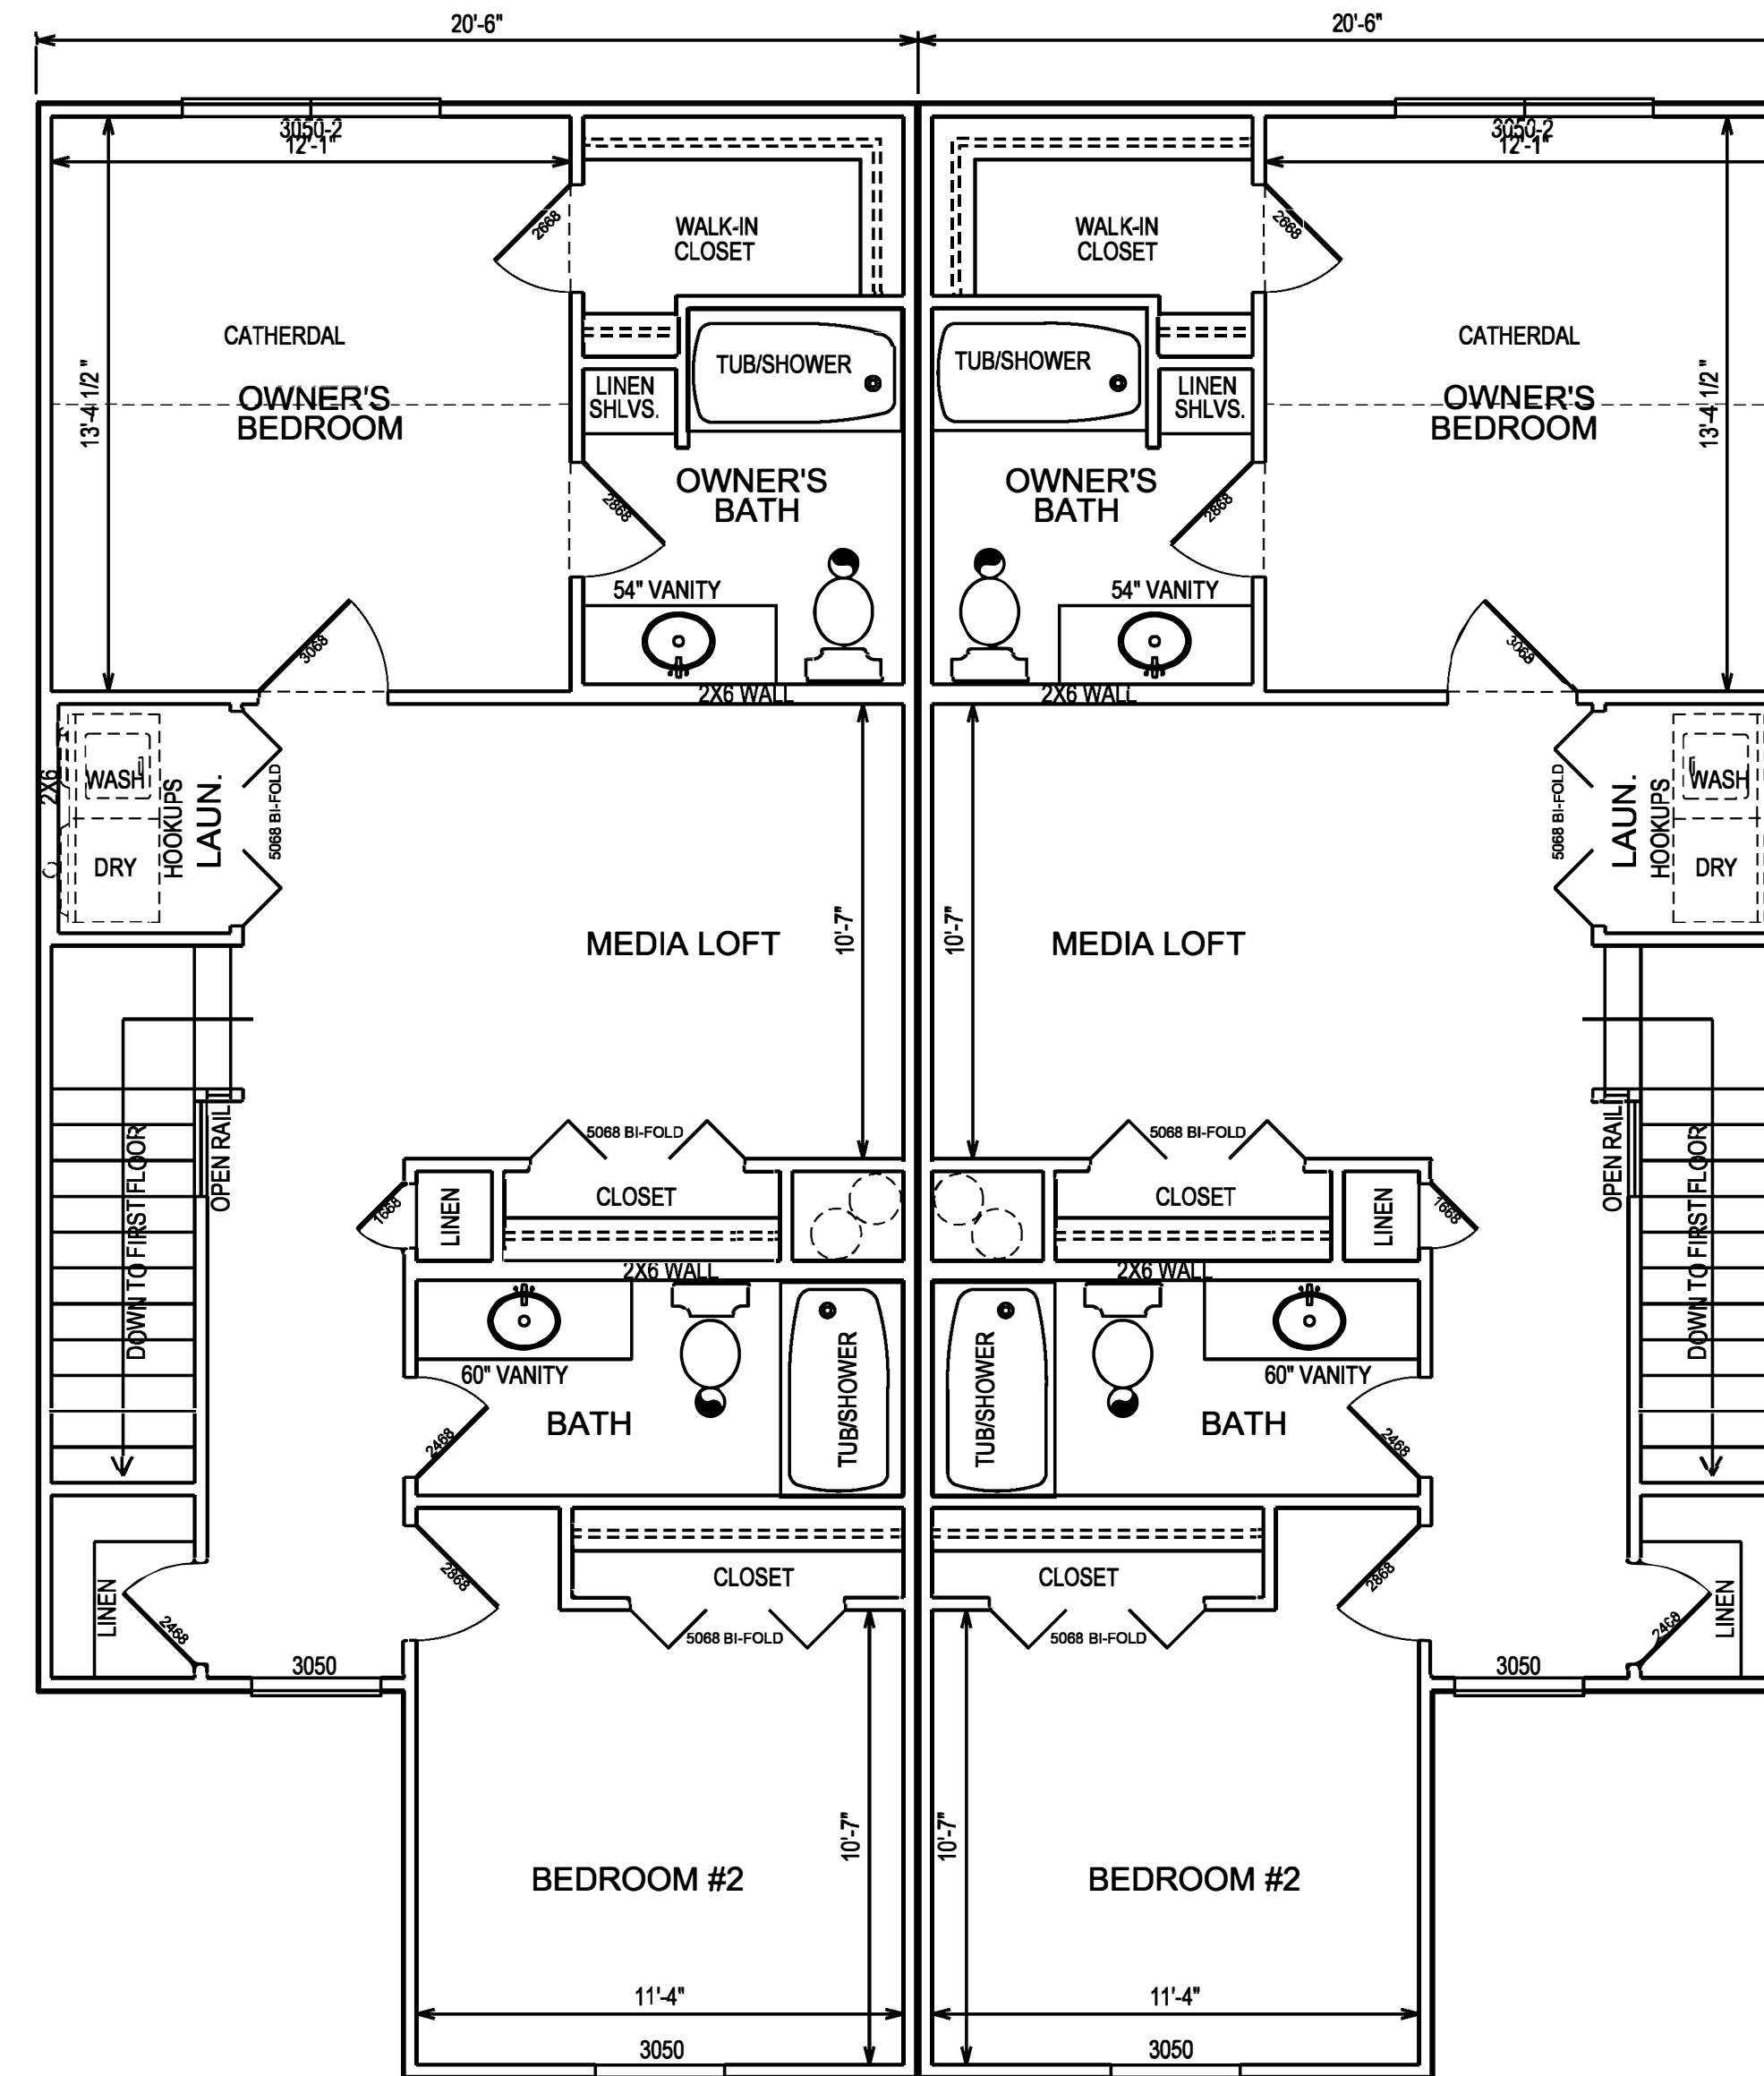 20'-6"
20'-6"
3050-2
12'-1"
3050-2
12'-1"
2668
WALK-IN
CLOSET
WALK-IN
CLOSET
2668
CATHERDAL
13'-4 1/2"
OWNER'S
BEDROOM
LINEN
SHLVS.
TUB/SHOWER
TUB/SHOWER
LINEN
SHLVS.
CATHERDAL
OWNER'S
BEDROOM
13'-4 1/2"
OWNER'S
BATH
2868
OWNER'S
BATH
2868
54" VANITY
54" VANITY
3068
3068
2X6 WALL
2X6 WALL
2X6
WASH
DRY
HOOKUPS
LAUN.
5068 BI-FOLD
5068 BI-FOLD
LAUN.
HOOKUPS
WASH
DRY
MEDIA LOFT
10'-7"
10'-7"
MEDIA LOFT
DOWN TO FIRST FLOOR
OPEN RAIL
5068 BI-FOLD
5068 BI-FOLD
OPEN RAIL
DOWN TO FIRST FLOOR
1668
LINEN
CLOSET
CLOSET
LINEN
1668
2X6 WALL
2X6 WALL
60" VANITY
60" VANITY
2468
BATH
TUB/SHOWER
TUB/SHOWER
BATH
2468
LINEN
2468
2868
CLOSET
CLOSET
2868
2468
LINEN
5068 BI-FOLD
5068 BI-FOLD
3050
3050
BEDROOM #2
10'-7"
10'-7"
BEDROOM #2
11'-4"
11'-4"
3050
3050